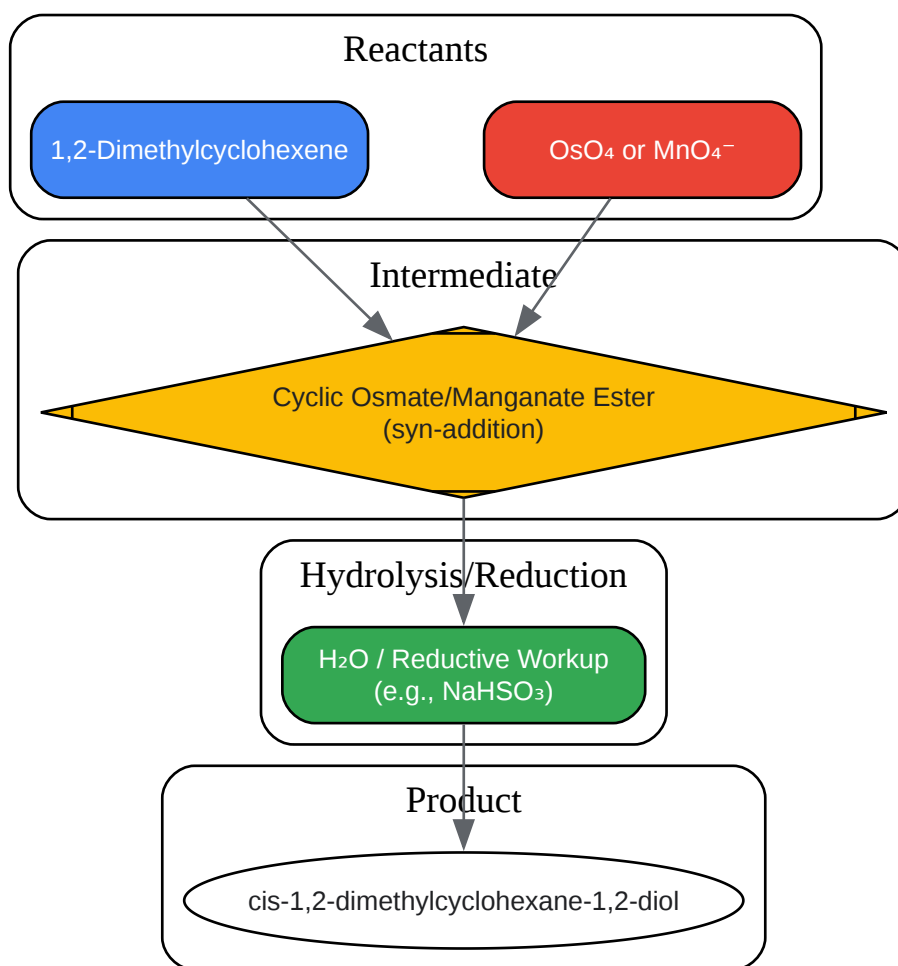 Reactants
1,2-Dimethylcyclohexene
OsO₄ or MnO₄⁻
Intermediate
Cyclic Osmate/Manganate Ester
(syn-addition)
Hydrolysis/Reduction
H₂O / Reductive Workup
(e.g., NaHSO₃)
Product
cis-1,2-dimethylcyclohexane-1,2-diol